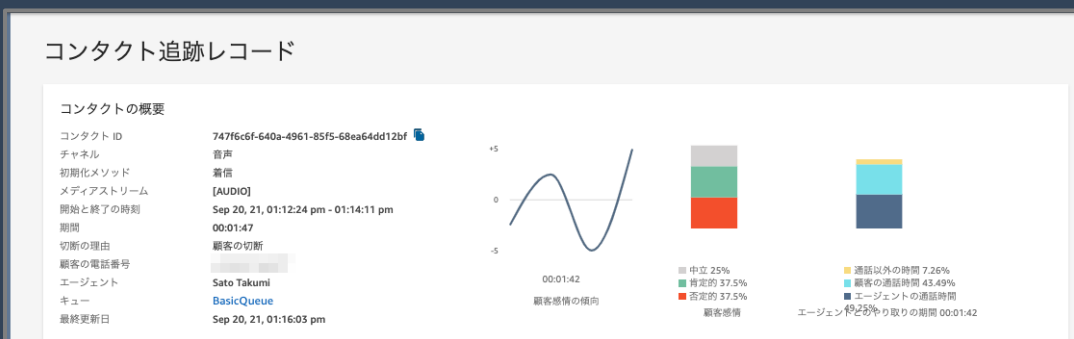 コンタクト追跡レコード
コンタクトの概要
コンタクト ID 747f6c6f-640a-4961-85f5-68ea64dd12bf
チャネル 音声
初期化メソッド 着信
メディアストリーム [AUDIO]
開始と終了の時刻 Sep 20, 21, 01:12:24 pm - 01:14:11 pm
期間 00:01:47
切断の理由 顧客の切断
顧客の電話番号
エージェント Sato Takumi
キュー BasicQueue
最終更新日 Sep 20, 21, 01:16:03 pm
+5
0
-5
00:01:42
顧客感情の傾向
中立 25%
肯定的 37.5%
否定的 37.5%
顧客感情
通話以外の時間 7.26%
顧客の通話時間 43.49%
エージェントの通話時間
49.25%
エージェントとのやり取りの期間 00:01:42